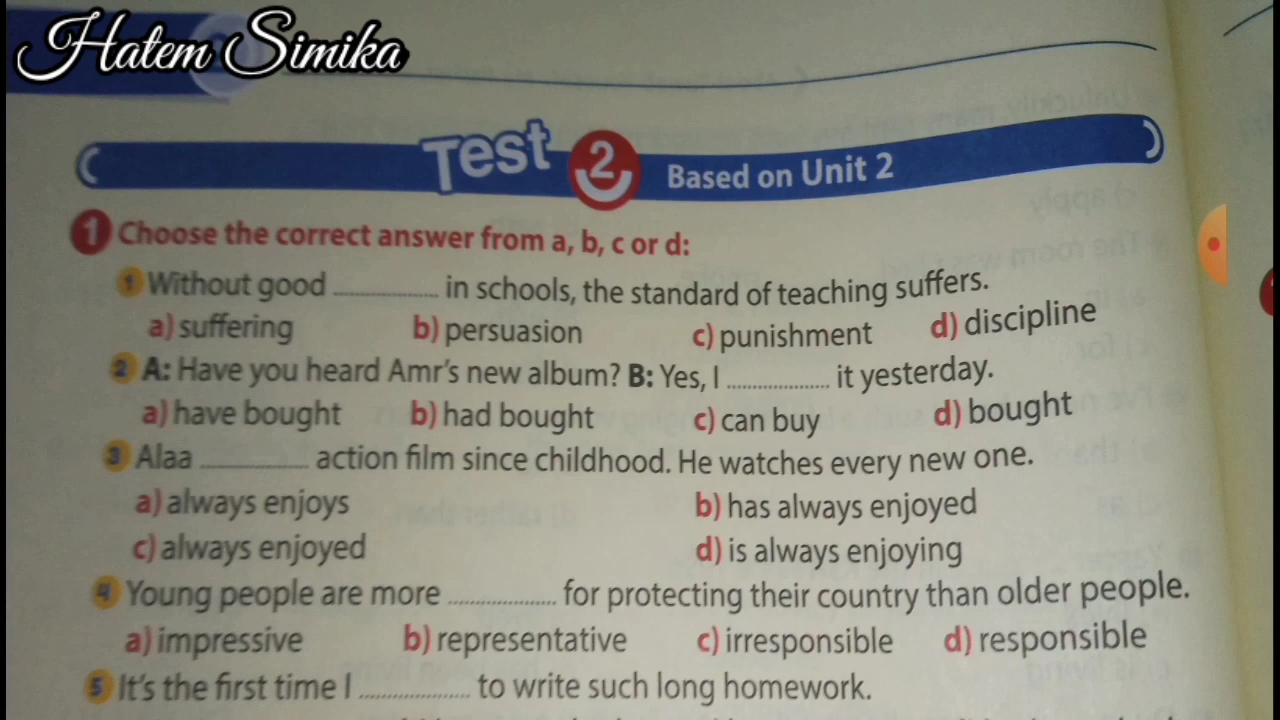 Hatem Simika
Test 2 Based on Unit 2
1 Choose the correct answer from a, b, c or d:
1 Without good ............... in schools, the standard of teaching suffers.
a) suffering b) persuasion c) punishment d) discipline
2 A: Have you heard Amr's new album? B: Yes, I ............... it yesterday.
a) have bought b) had bought c) can buy d) bought
3 Alaa ............... action film since childhood. He watches every new one.
a) always enjoys b) has always enjoyed
c) always enjoyed d) is always enjoying
4 Young people are more ............... for protecting their country than older people.
a) impressive b) representative c) irresponsible d) responsible
5 It's the first time I ............... to write such long homework.